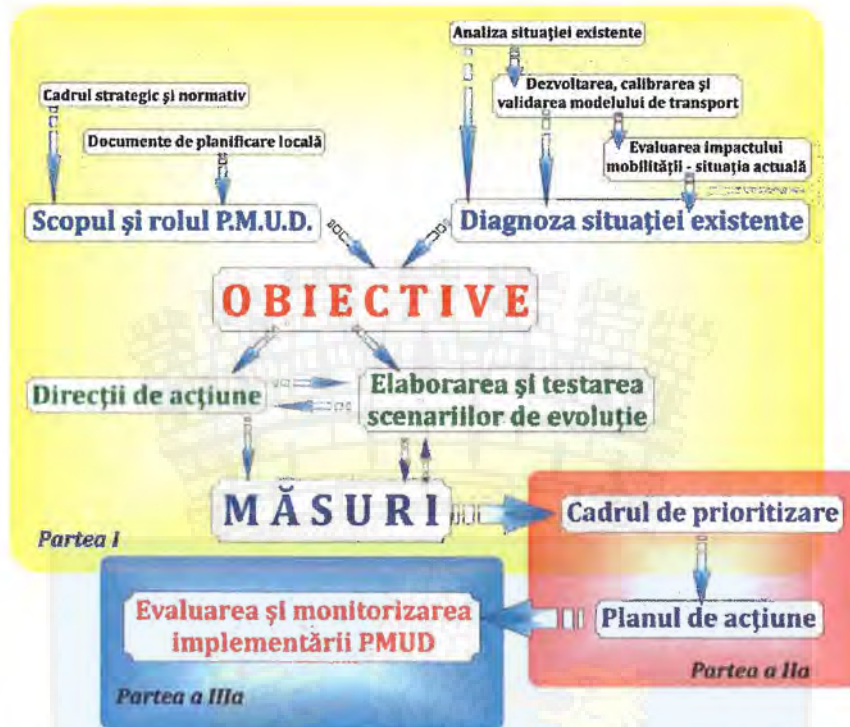 Analiza situației existente
Cadrul strategic și normativ
Dezvoltarea, calibrarea și
validarea modelului de transport
Documente de planificare locală
Evaluarea impactului
mobilității - situația actuală
Scopul și rolul P.M.U.D.
Diagnoza situației existente
OBIECTIVE
Direcții de acțiune
Elaborarea și testarea
scenariilor de evoluție
MĂSURI
Cadrul de prioritizare
Partea I
Evaluarea și monitorizarea
implementării PMUD
Planul de acțiune
Partea a IIa
Partea a IIIa